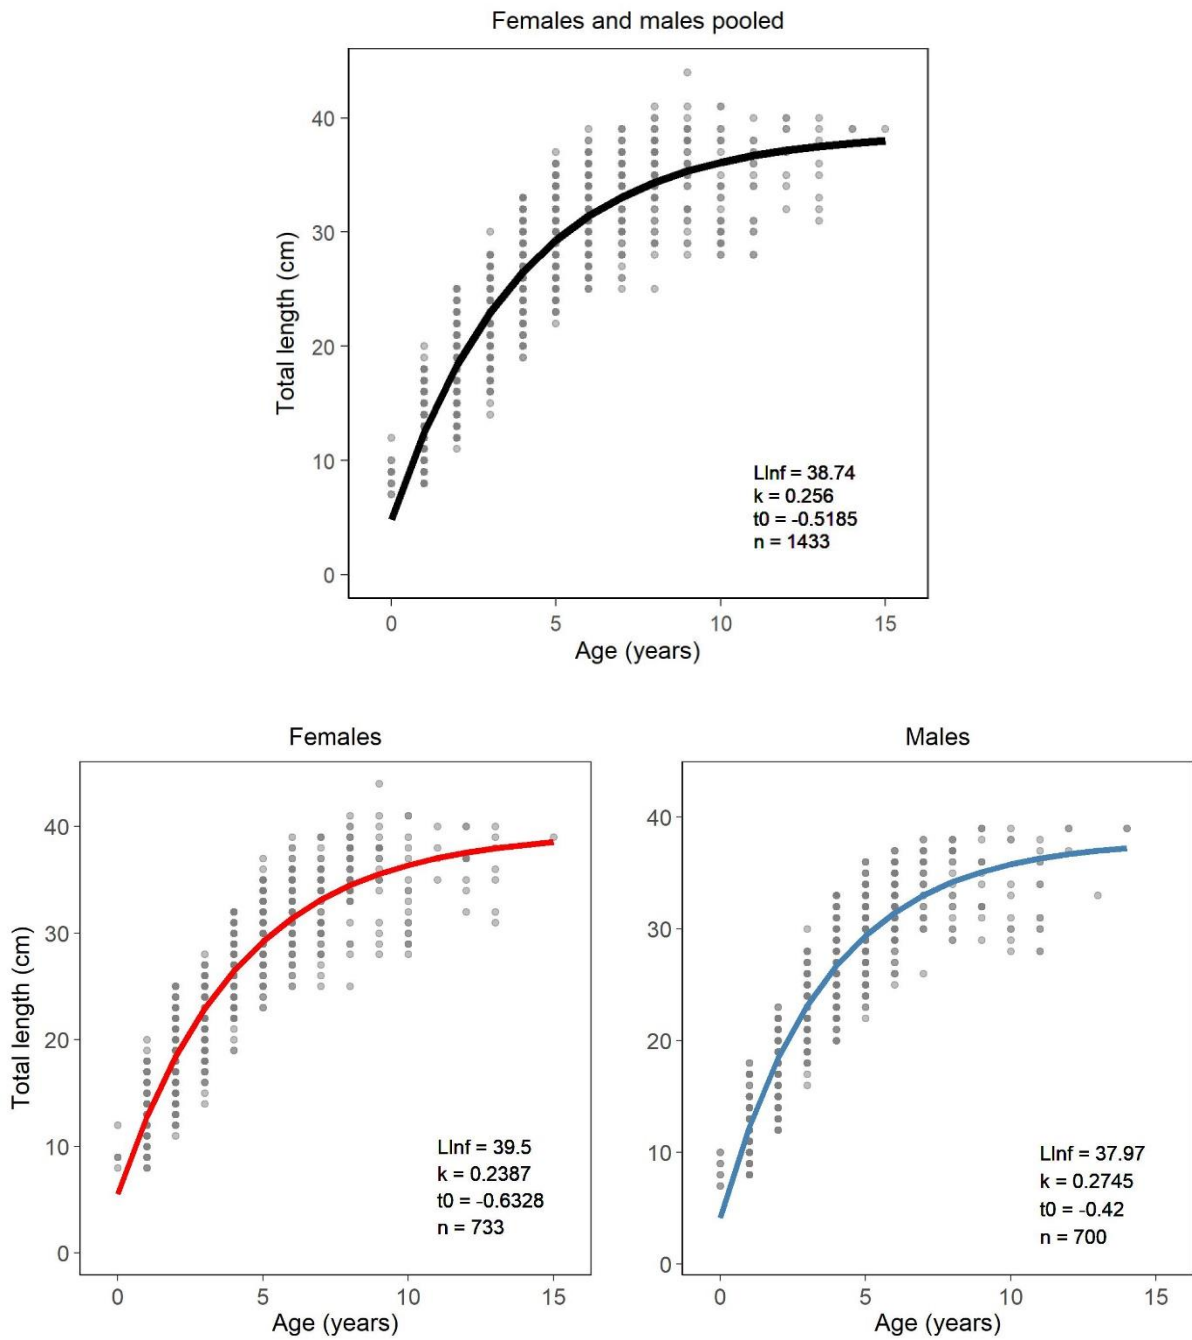 Females and males pooled
Total length (cm)
40
30
20
10
0
LInf = 38.74
k = 0.256
t0 = -0.5185
n = 1433
0 5 10 15
Age (years)
Females
Total length (cm)
40
30
20
10
0
LInf = 39.5
k = 0.2387
t0 = -0.6328
n = 733
0 5 10 15
Age (years)
Males
40
30
20
10
0
LInf = 37.97
k = 0.2745
t0 = -0.42
n = 700
0 5 10 15
Age (years)